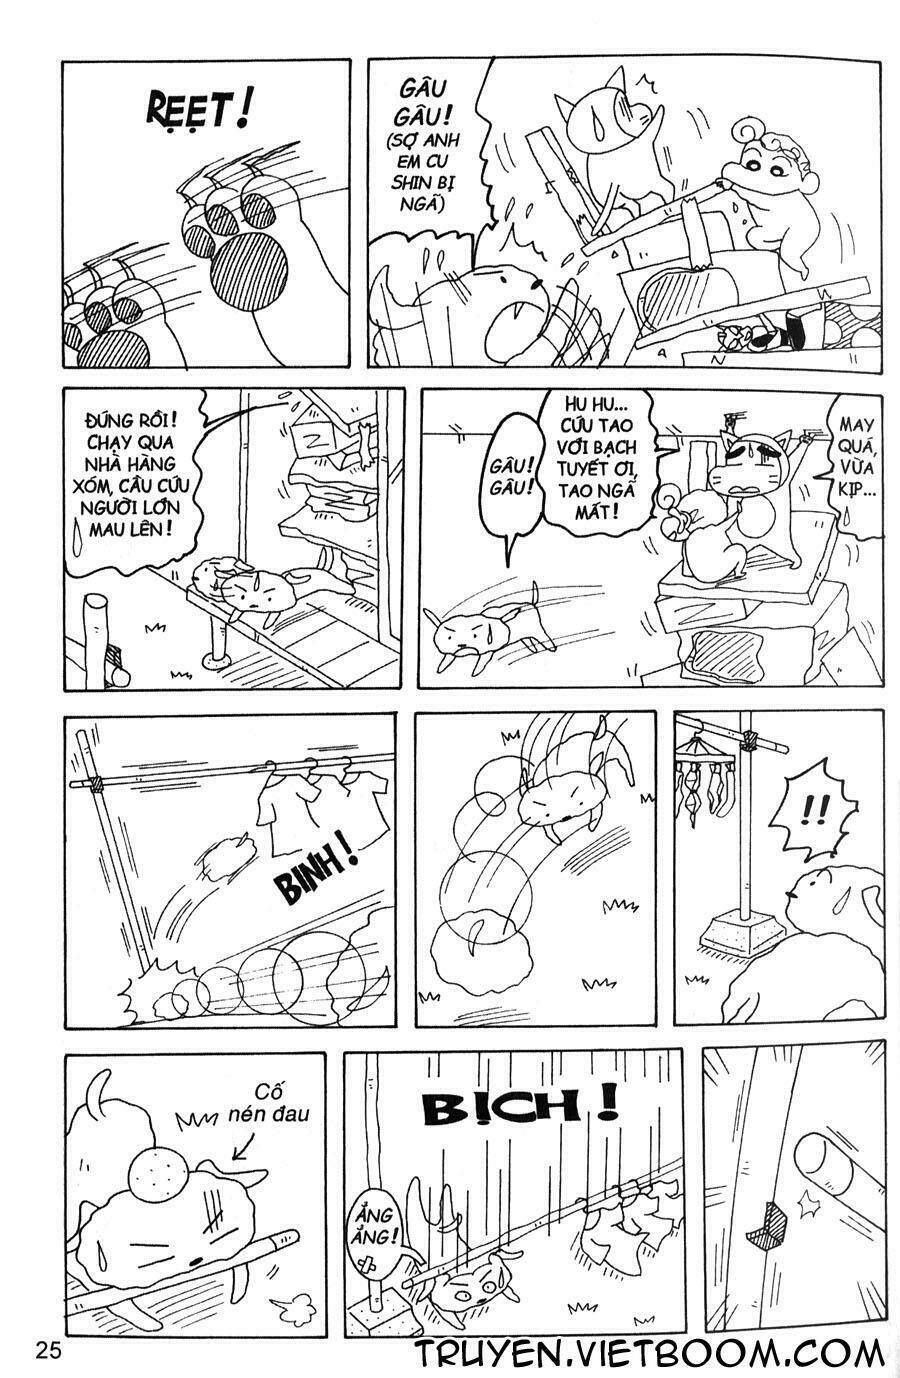 RẸẸT!
GÂU
GÂU!
(SỢ ANH
EM CU
SHIN BỊ
NGÃ)
ĐÚNG RỒI!
CHẠY QUA
NHÀ HÀNG
XÓM, CẦU CỨU
NGƯỜI LỚN
MAU LÊN!
GÂU!
GÂU!
HU HU...
CỨU TAO
VỚI BẠCH
TUYẾT ƠI,
TAO NGÃ
MẤT!
MAY
QUÁ,
VỪA
KỊP...
BINH!
!!
Cố
nén đau
BỊCH!
ẲNG
ẲNG!
25
TRUYEN.VIETBOOM.COM